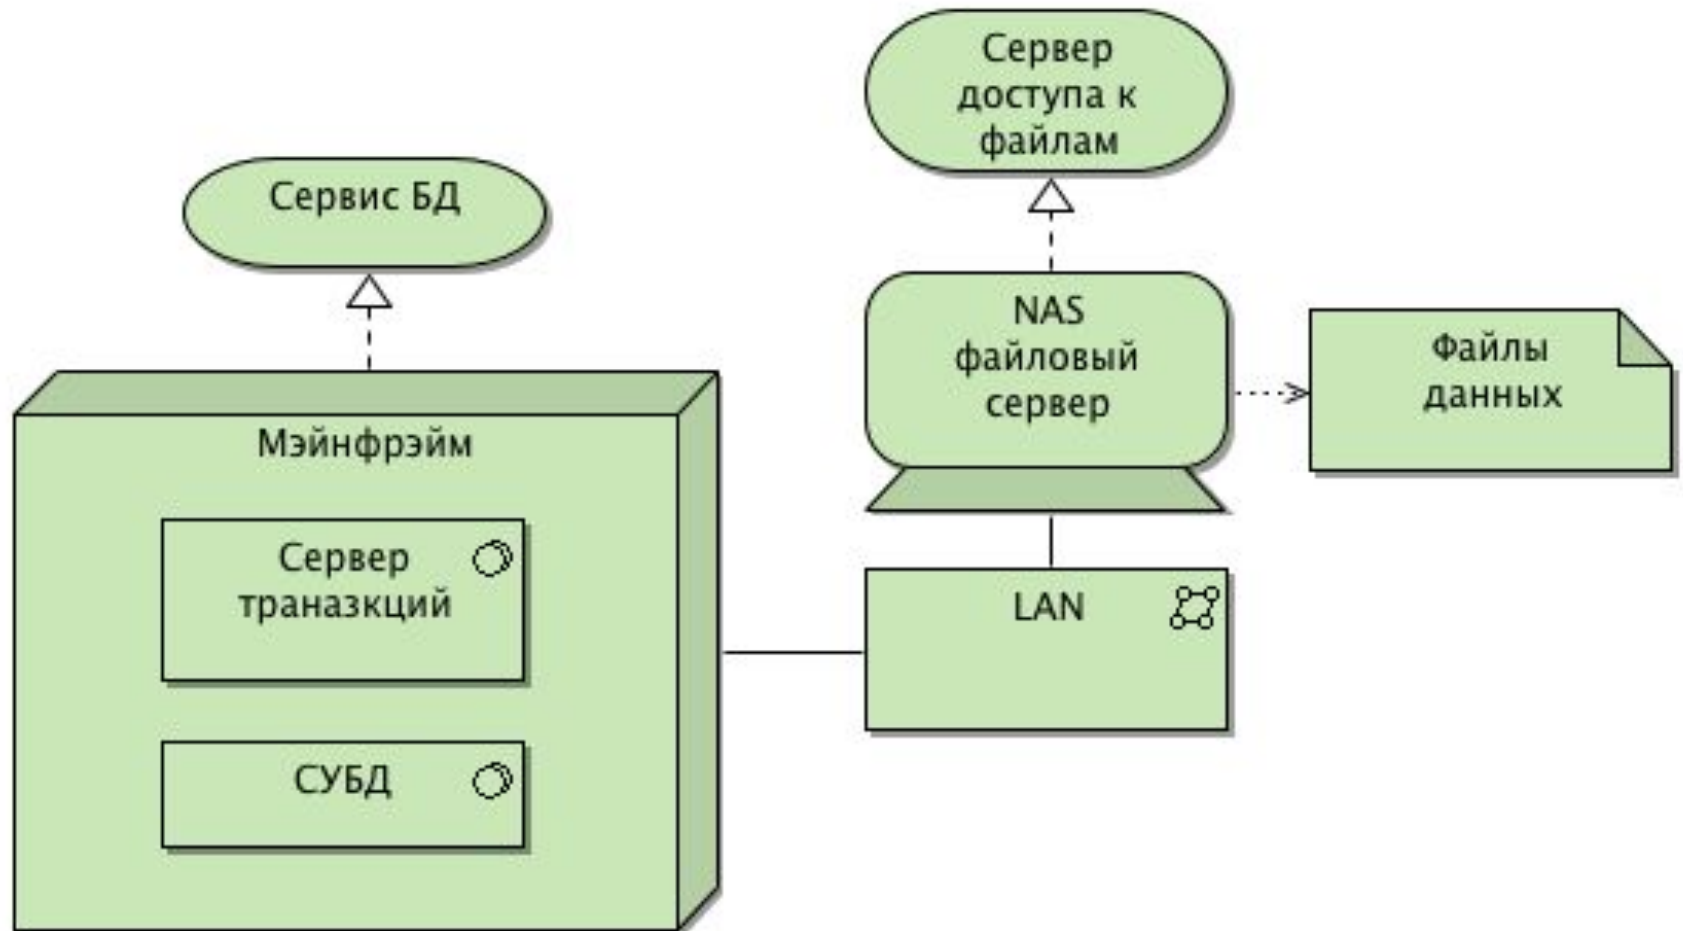 Сервер
доступа к
файлам
Сервис БД
NAS
файловый
сервер
Файлы
данных
Мэйнфрэйм
Сервер
траназкций
LAN
СУБД